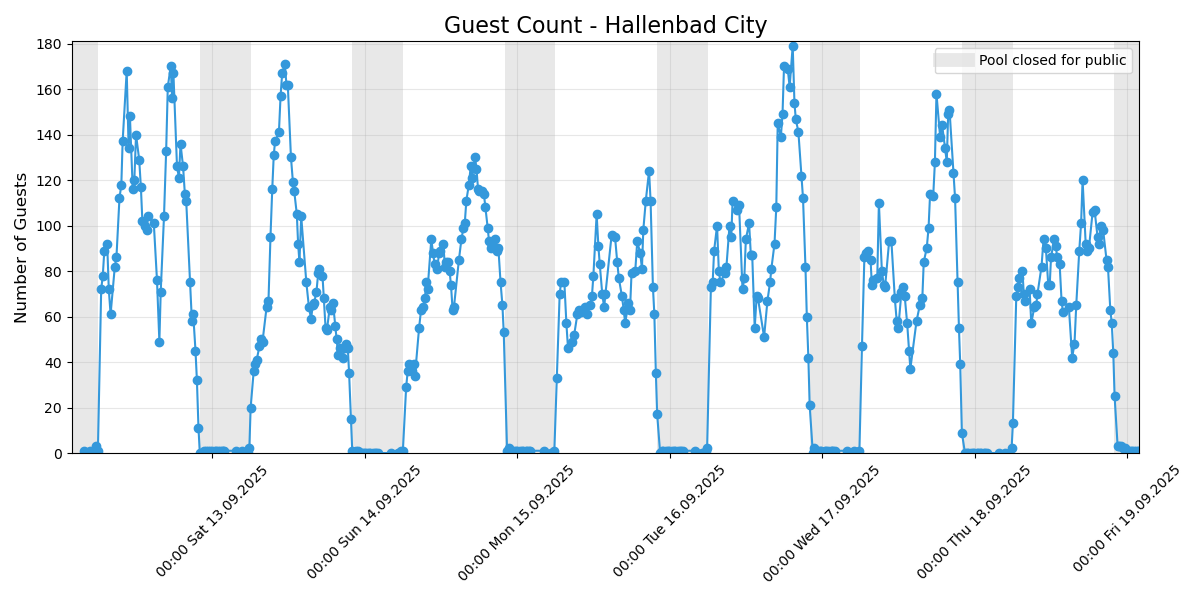 Guest Count - Hallenbad City
Number of Guests
180
160
140
120
100
80
60
40
20
0
Pool closed for public
00:00 Sat 13.09.2025
00:00 Sun 14.09.2025
00:00 Mon 15.09.2025
00:00 Tue 16.09.2025
00:00 Wed 17.09.2025
00:00 Thu 18.09.2025
00:00 Fri 19.09.2025